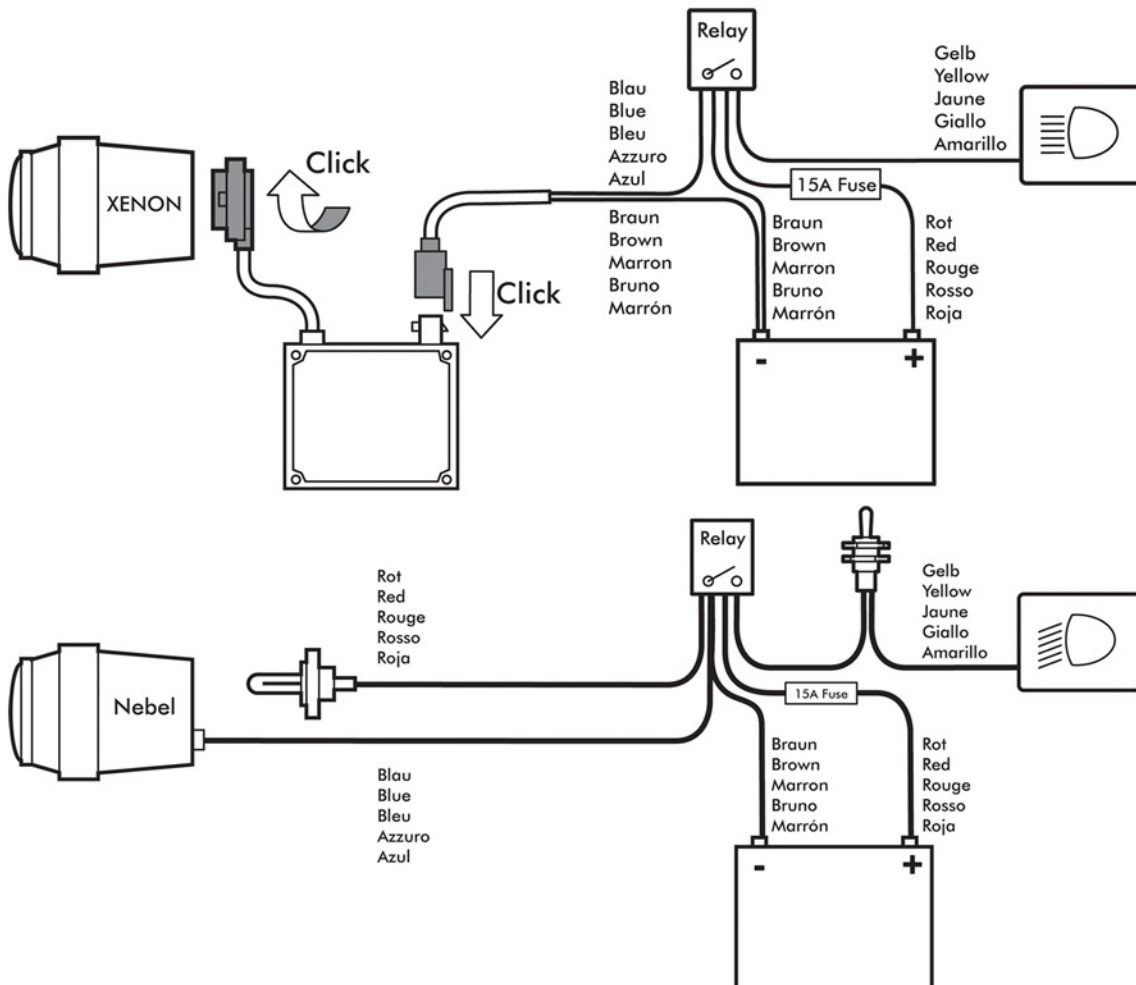 Relay
Gelb
Yellow
Jaune
Giallo
Amarillo
Blau
Blue
Bleu
Azzuro
Azul
Click
XENON
15A Fuse
Braun
Brown
Marron
Bruno
Marrón
Braun
Brown
Marron
Bruno
Marrón
Rot
Red
Rouge
Rosso
Roja
Click
-
+
Relay
Rot
Red
Rouge
Rosso
Roja
Gelb
Yellow
Jaune
Giallo
Amarillo
Nebel
15A Fuse
Blau
Blue
Bleu
Azzuro
Azul
Braun
Brown
Marron
Bruno
Marrón
Rot
Red
Rouge
Rosso
Roja
-
+